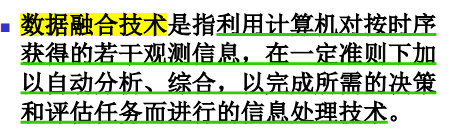 数据融合技术是指利用计算机对按时序
获得的若干观测信息，在一定准则下加
以自动分析、综合，以完成所需的决策
和评估任务而进行的信息处理技术。